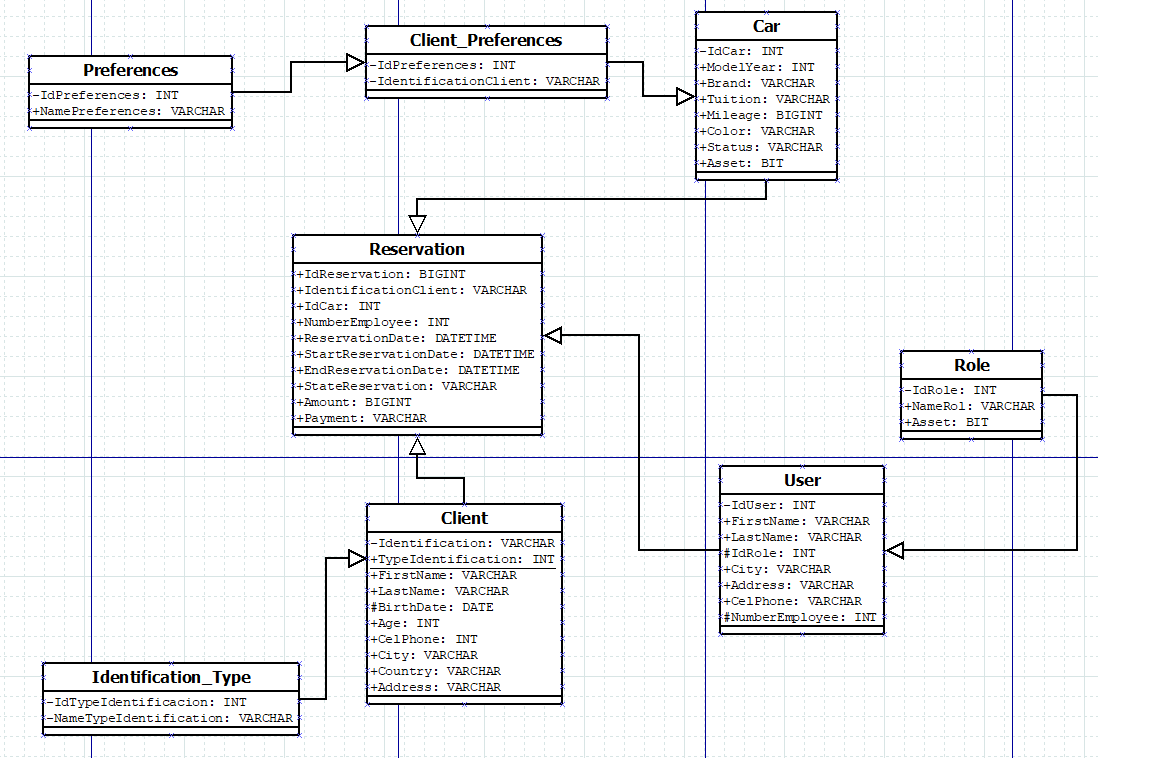 Preferences
-IdPreferences: INT
+NamePreferences: VARCHAR
Client_Preferences
-IdPreferences: INT
-IdentificationClient: VARCHAR
Car
-IdCar: INT
+ModelYear: INT
+Brand: VARCHAR
+Tuition: VARCHAR
+Mileage: BIGINT
+Color: VARCHAR
+Status: VARCHAR
+Asset: BIT
Reservation
+IdReservation: BIGINT
+IdentificationClient: VARCHAR
+IdCar: INT
+NumberEmployee: INT
+ReservationDate: DATETIME
+StartReservationDate: DATETIME
+EndReservationDate: DATETIME
+StateReservation: VARCHAR
+Amount: BIGINT
+Payment: VARCHAR
Role
-IdRole: INT
+NameRol: VARCHAR
+Asset: BIT
User
-IdUser: INT
+FirstName: VARCHAR
+LastName: VARCHAR
#IdRole: INT
+City: VARCHAR
+Address: VARCHAR
+CelPhone: VARCHAR
#NumberEmployee: INT
Client
-Identification: VARCHAR
+TypeIdentification: INT
+FirstName: VARCHAR
+LastName: VARCHAR
#BirthDate: DATE
+Age: INT
+CelPhone: INT
+City: VARCHAR
+Country: VARCHAR
+Address: VARCHAR
Identification_Type
-IdTypeIdentificacion: INT
-NameTypeIdentification: VARCHAR